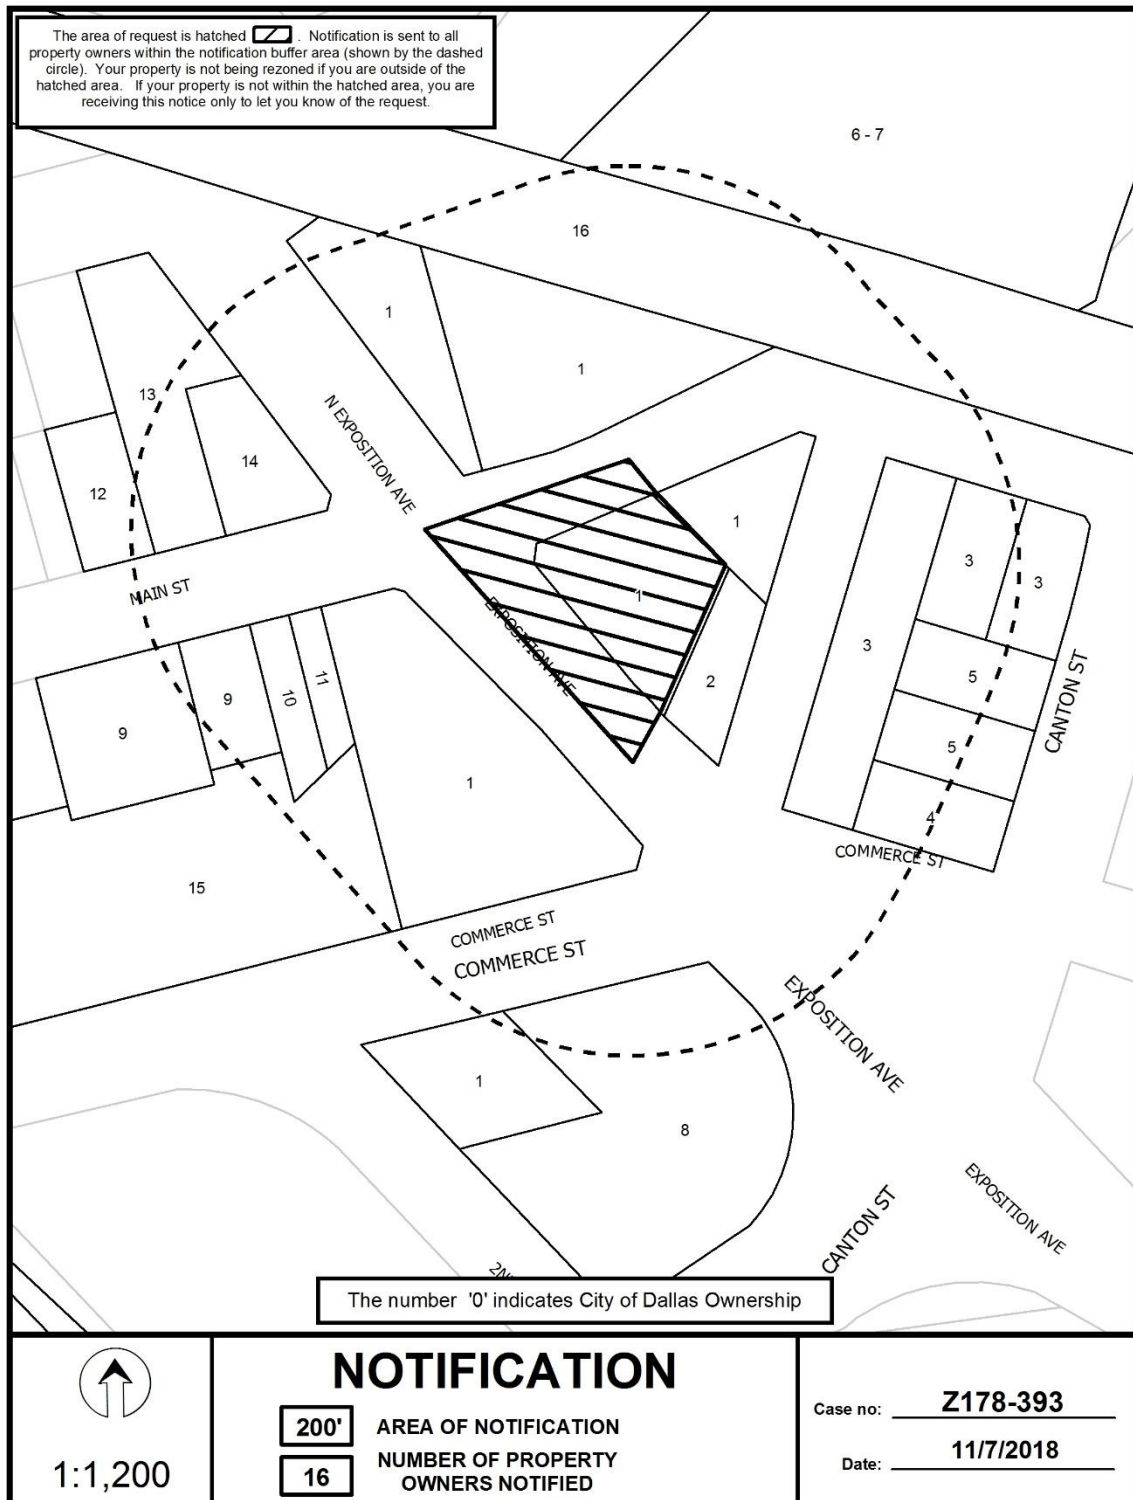 The area of request is hatched . Notification is sent to all
property owners within the notification buffer area (shown by the dashed
circle). Your property is not being rezoned if you are outside of the
hatched area. If your property is not within the hatched area, you are
receiving this notice only to let you know of the request.
6 - 7
16
1
1
13
N EXPOSITION AVE
14
12
1
3
3
MAIN ST
1
EXPOSITION AVE
3
5
2
11
10
9
9
CANTON ST
5
1
4
COMMERCE ST
15
COMMERCE ST
COMMERCE ST
EXPOSITION AVE
1
8
EXPOSITION AVE
CANTON ST
The number '0' indicates City of Dallas Ownership
1:1,200
NOTIFICATION
200' AREA OF NOTIFICATION
16 NUMBER OF PROPERTY
OWNERS NOTIFIED
Case no: Z178-393
Date: 11/7/2018